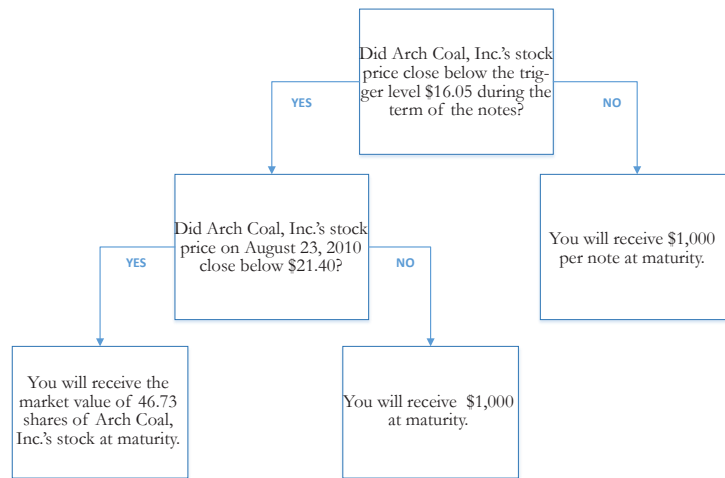 Did Arch Coal, Inc.'s stock
price close below the trig-
ger level $16.05 during the
term of the notes?
YES
NO
Did Arch Coal, Inc.'s stock
price on August 23, 2010
close below $21.40?
You will receive $1,000
per note at maturity.
YES
NO
You will receive the
market value of 46.73
shares of Arch Coal,
Inc.'s stock at maturity.
You will receive $1,000
at maturity.